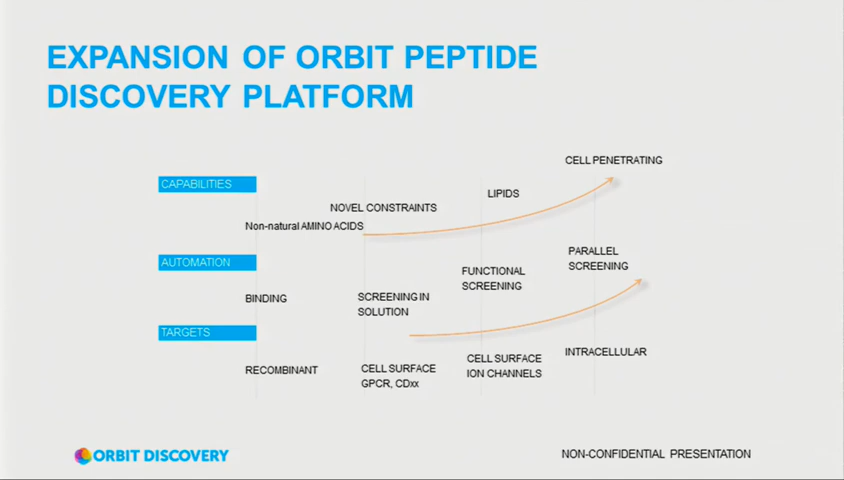 EXPANSION OF ORBIT PEPTIDE
DISCOVERY PLATFORM
CAPABILITIES
Non-natural AMINO ACIDS
NOVEL CONSTRAINTS
LIPIDS
CELL PENETRATING
AUTOMATION
BINDING
SCREENING IN
SOLUTION
FUNCTIONAL
SCREENING
PARALLEL
SCREENING
TARGETS
RECOMBINANT
CELL SURFACE
GPCR, CDxx
CELL SURFACE
ION CHANNELS
INTRACELLULAR
ORBIT DISCOVERY
NON-CONFIDENTIAL PRESENTATION